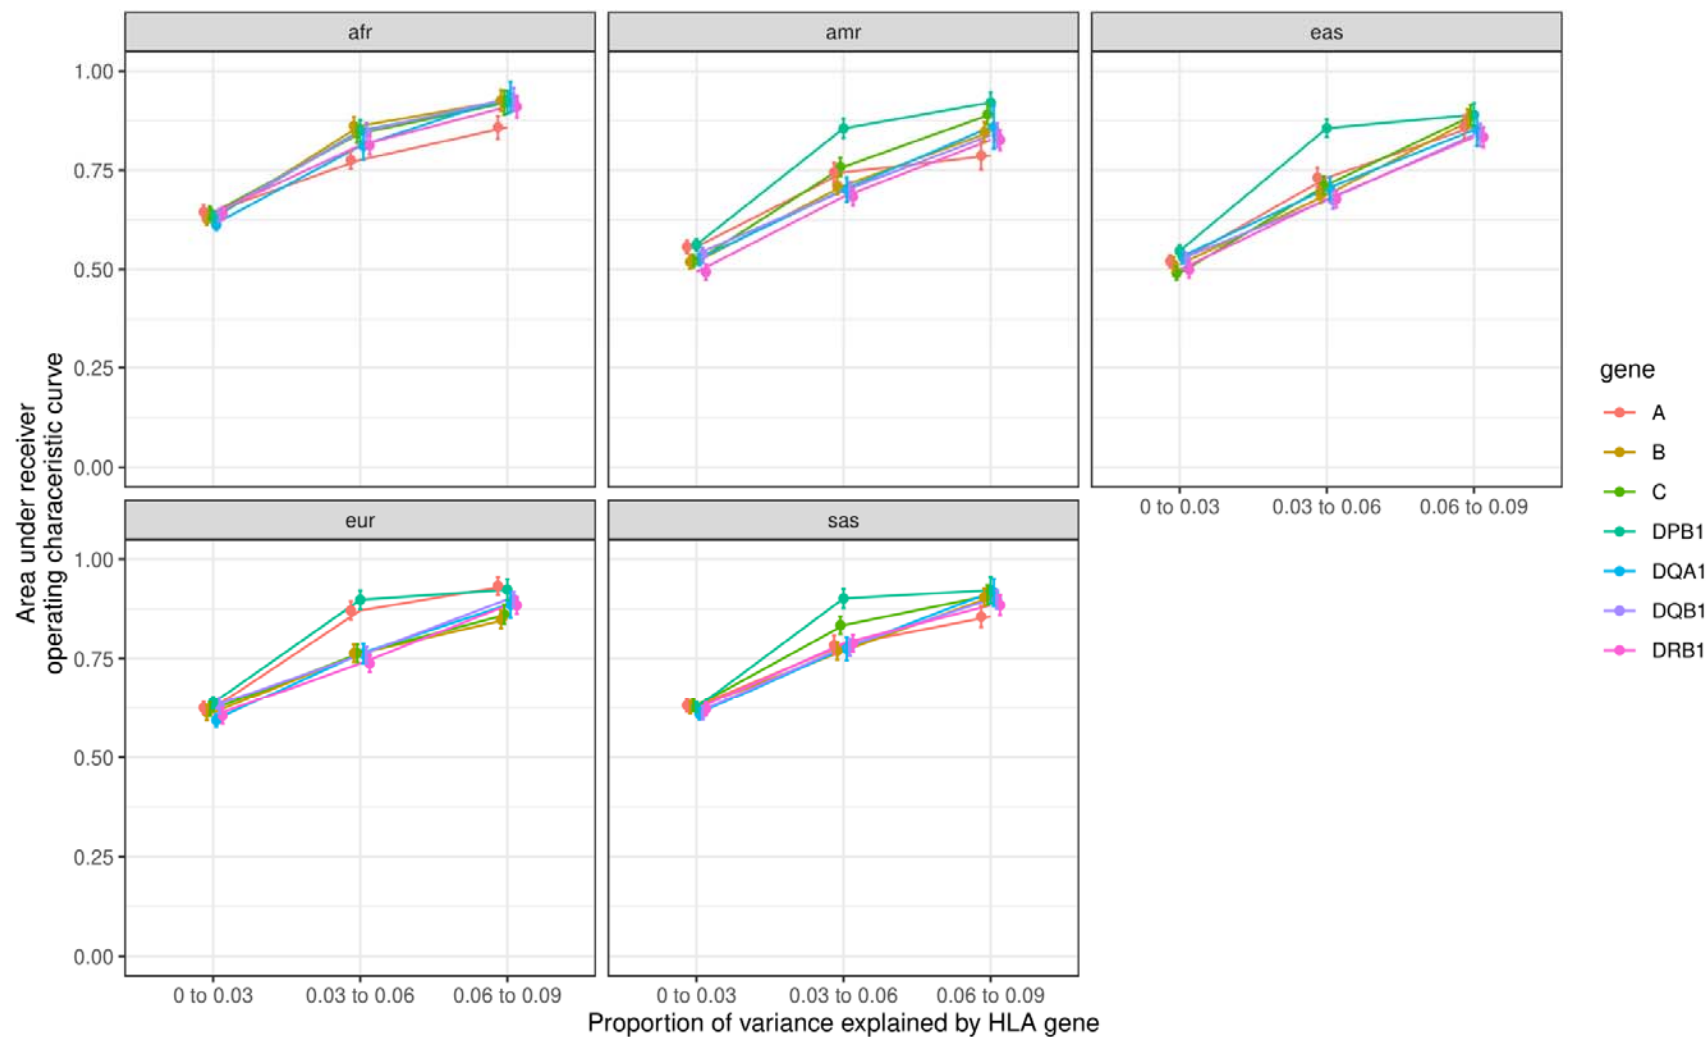 afr
amr
eas
1.00
0.75
0.50
0.25
0.00
0 to 0.03
0.03 to 0.06
0.06 to 0.09
eur
sas
1.00
0.75
0.50
0.25
0.00
0 to 0.03
0.03 to 0.06
0.06 to 0.09
0 to 0.03
0.03 to 0.06
0.06 to 0.09
Area under receiver
operating characeristic curve
Proportion of variance explained by HLA gene
gene
A
B
C
DPB1
DQA1
DQB1
DRB1